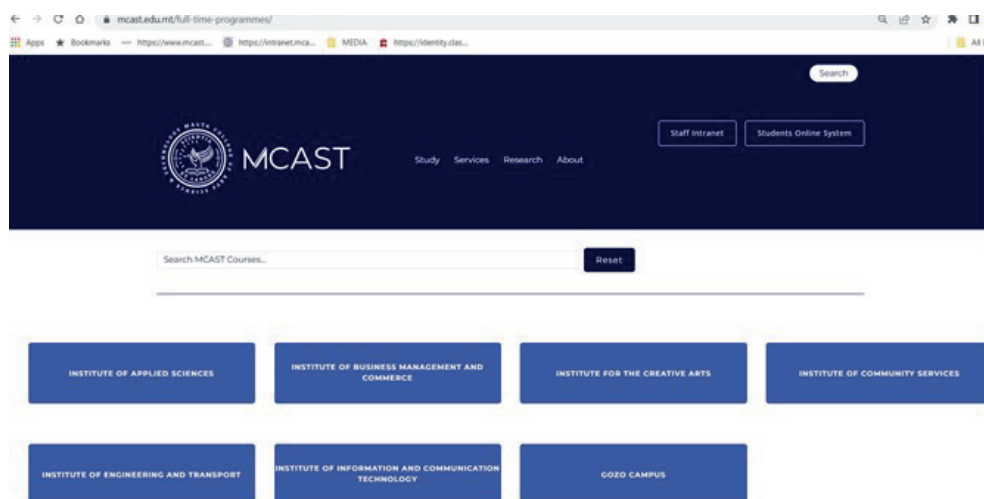 mcast.edu.mt/full-time-programmes/
Apps Bookmarks https://www.mcast.... https://intranet.mca... MEDIA https://identity.clas... All
Search
Staff Intranet Students Online System
MCAST Study Services Research About
Search MCAST Courses... Reset
INSTITUTE OF APPLIED SCIENCES
INSTITUTE OF BUSINESS MANAGEMENT AND
COMMERCE
INSTITUTE FOR THE CREATIVE ARTS
INSTITUTE OF COMMUNITY SERVICES
INSTITUTE OF ENGINEERING AND TRANSPORT
INSTITUTE OF INFORMATION AND COMMUNICATION
TECHNOLOGY
GOZO CAMPUS